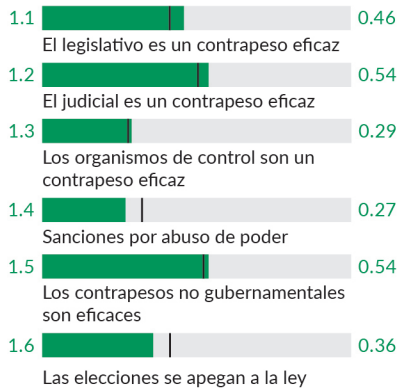 1.1 0.46
El legislativo es un contrapeso eficaz
1.2 0.54
El judicial es un contrapeso eficaz
1.3 0.29
Los organismos de control son un
contrapeso eficaz
1.4 0.27
Sanciones por abuso de poder
1.5 0.54
Los contrapesos no gubernamentales
son eficaces
1.6 0.36
Las elecciones se apegan a la ley